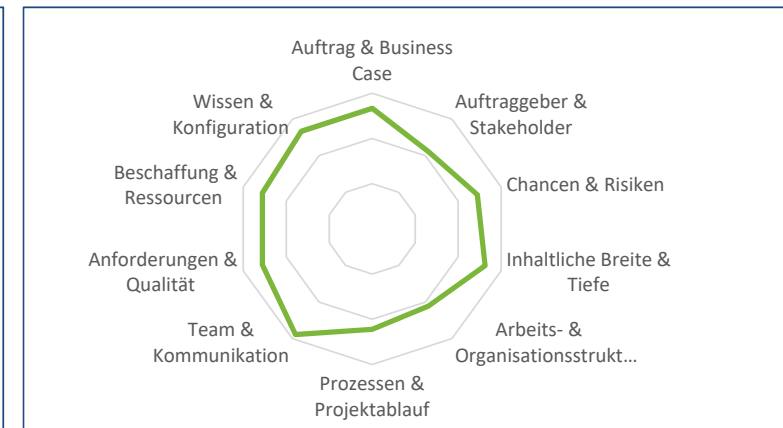 Auftrag & Business
Case
Auftraggeber &
Stakeholder
Chancen & Risiken
Inhaltliche Breite &
Tiefe
Arbeits- &
Organisationsstrukt...
Prozessen &
Projektablauf
Team &
Kommunikation
Anforderungen &
Qualität
Beschaffung &
Ressourcen
Wissen &
Konfiguration